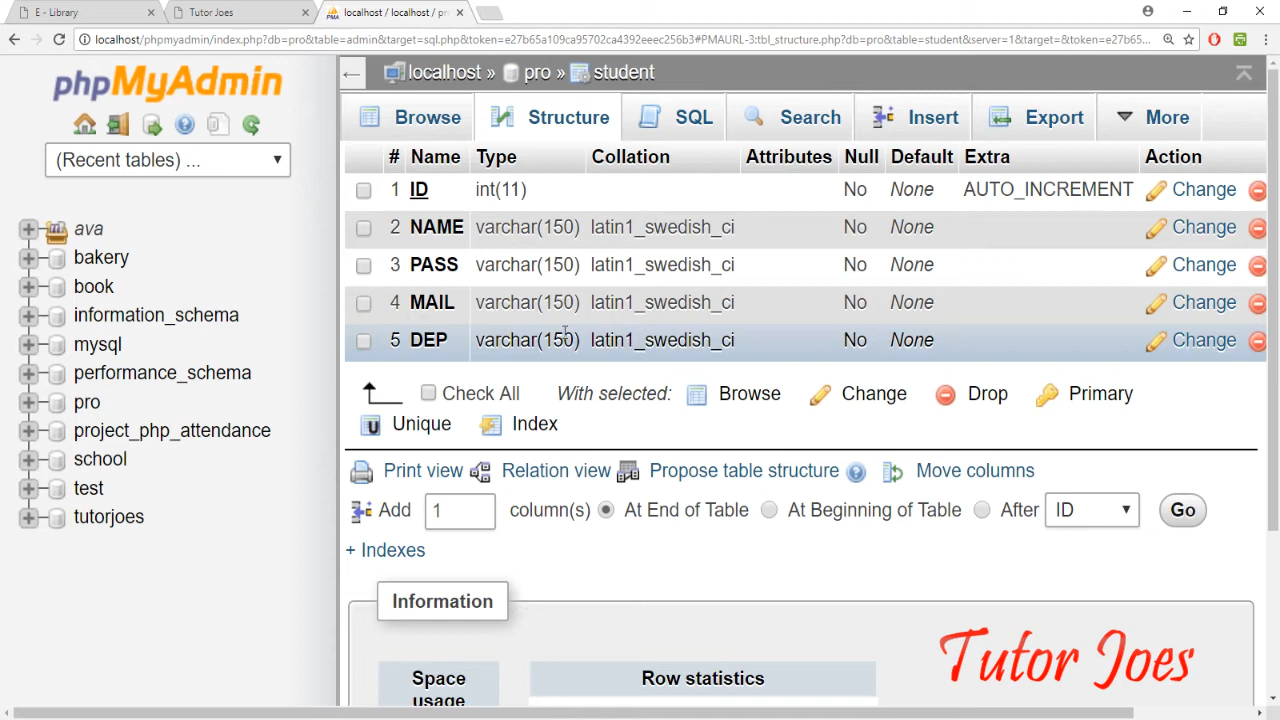 E - Library
Tutor Joes
localhost / localhost / pr
localhost/phpmyadmin/index.php?db=pro&table=admin&target=sql.php&token=e27b65a109ca95702ca4392eeec256b3#PMAURL-3:tbl_structure.php?db=pro&table=student&server=1&target=&token=e27b65...
phpMyAdmin
(Recent tables) ...
ava
bakery
book
information_schema
mysql
performance_schema
pro
project_php_attendance
school
test
tutorjoes
localhost » pro » student
Browse Structure SQL Search Insert Export More
# Name Type Collation Attributes Null Default Extra Action
1 ID int(11) No None AUTO_INCREMENT Change
2 NAME varchar(150) latin1_swedish_ci No None Change
3 PASS varchar(150) latin1_swedish_ci No None Change
4 MAIL varchar(150) latin1_swedish_ci No None Change
5 DEP varchar(150) latin1_swedish_ci No None Change
Check All With selected: Browse Change Drop Primary
Unique Index
Print view Relation view Propose table structure Move columns
Add 1 column(s) At End of Table At Beginning of Table After ID Go
+ Indexes
Information
Space Row statistics
usage
Tutor Joes